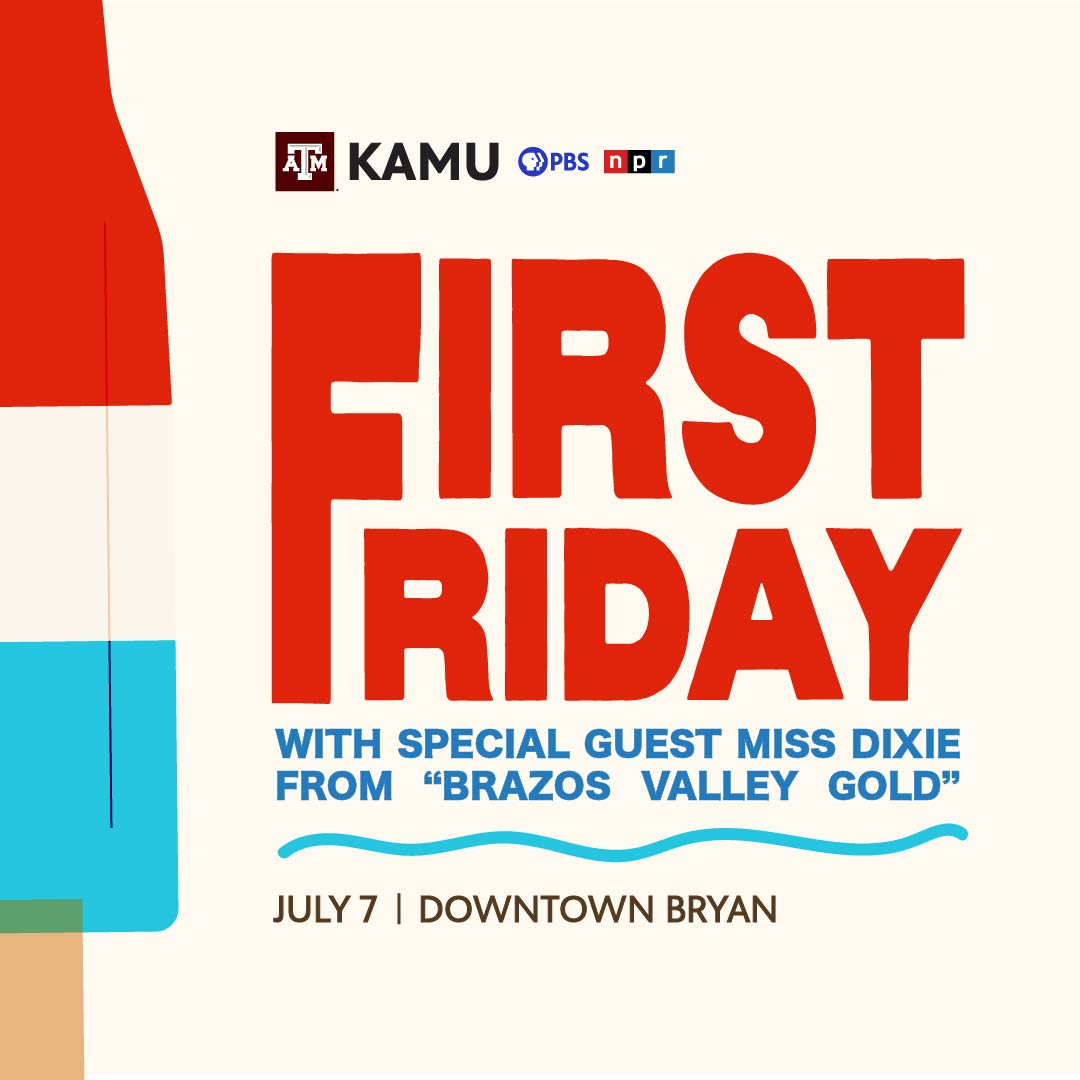 ATM KAMU PBS npr
FIRST
FRIDAY
WITH SPECIAL GUEST MISS DIXIE
FROM “BRAZOS VALLEY GOLD”
JULY 7 | DOWNTOWN BRYAN